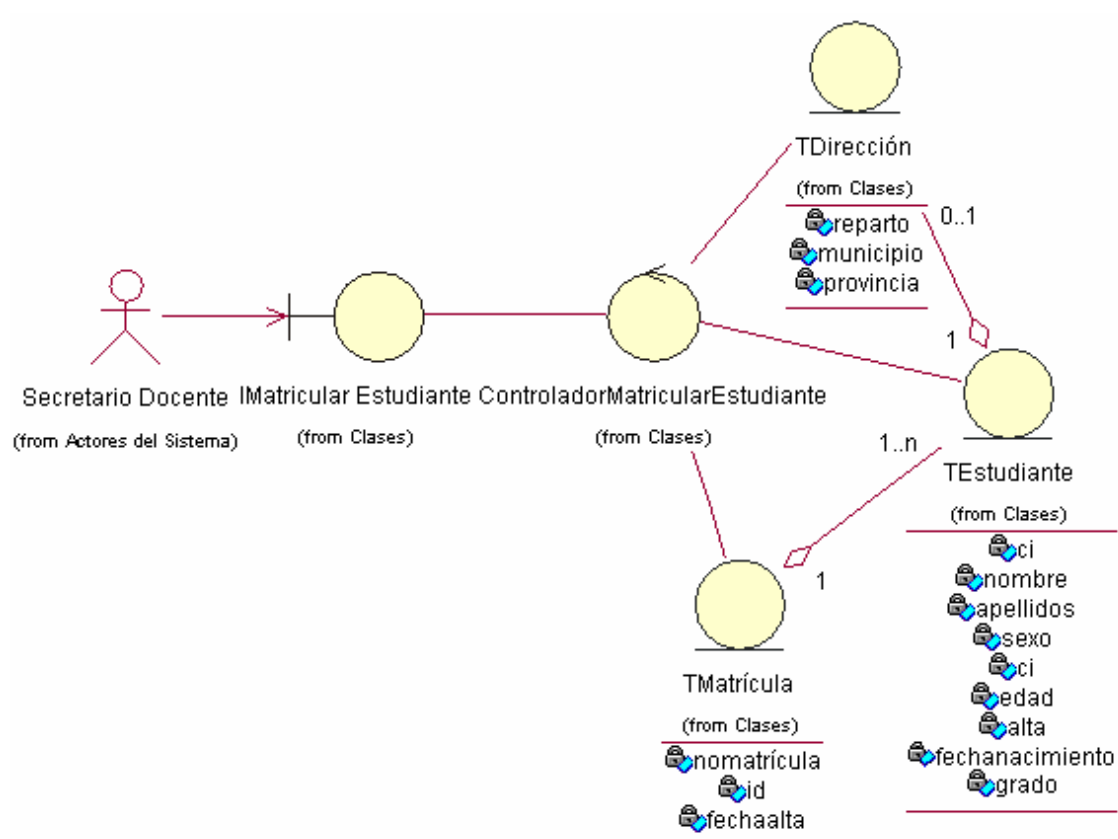 TDirección
(from Clases)
reparto
municipio
provincia
0..1
1
Secretario Docente
(from Actores del Sistema)
IMatricular Estudiante
(from Clases)
ControladorMatricularEstudiante
(from Clases)
1..n
1
TEstudiante
(from Clases)
ci
nombre
apellidos
sexo
ci
edad
alta
fechanacimiento
grado
TMatrícula
(from Clases)
nomatrícula
id
fechaalta